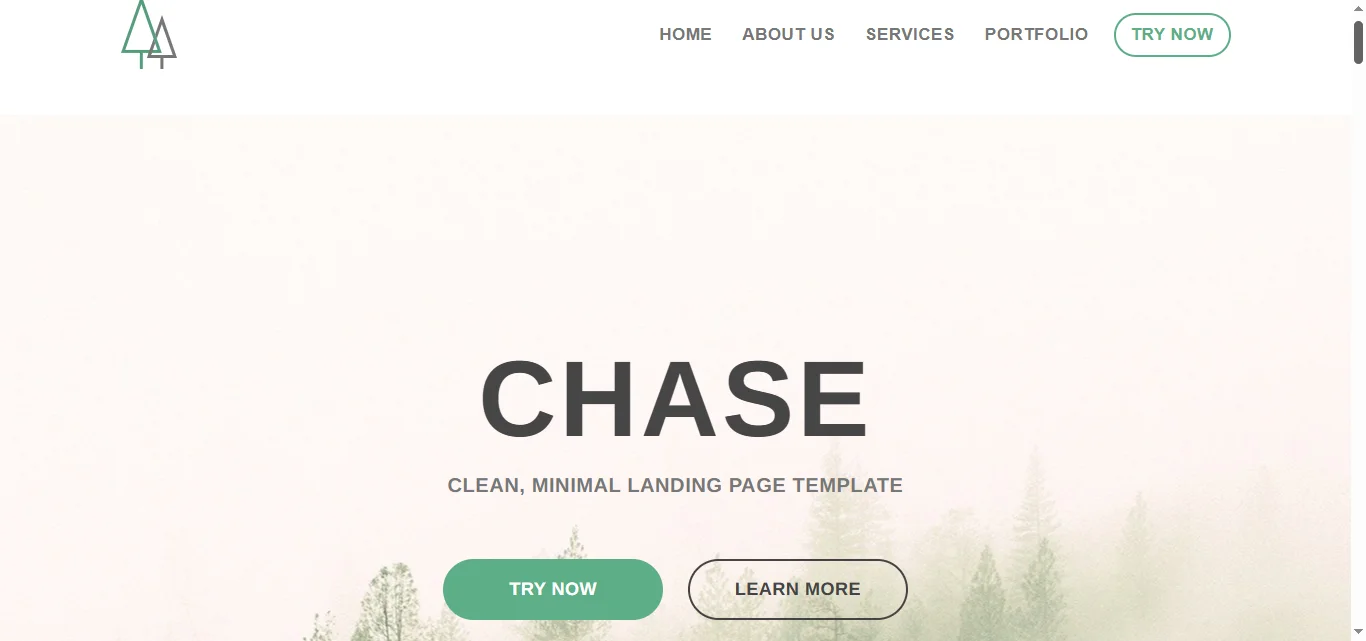 HOME ABOUT US SERVICES PORTFOLIO TRY NOW
CHASE
CLEAN, MINIMAL LANDING PAGE TEMPLATE
TRY NOW LEARN MORE